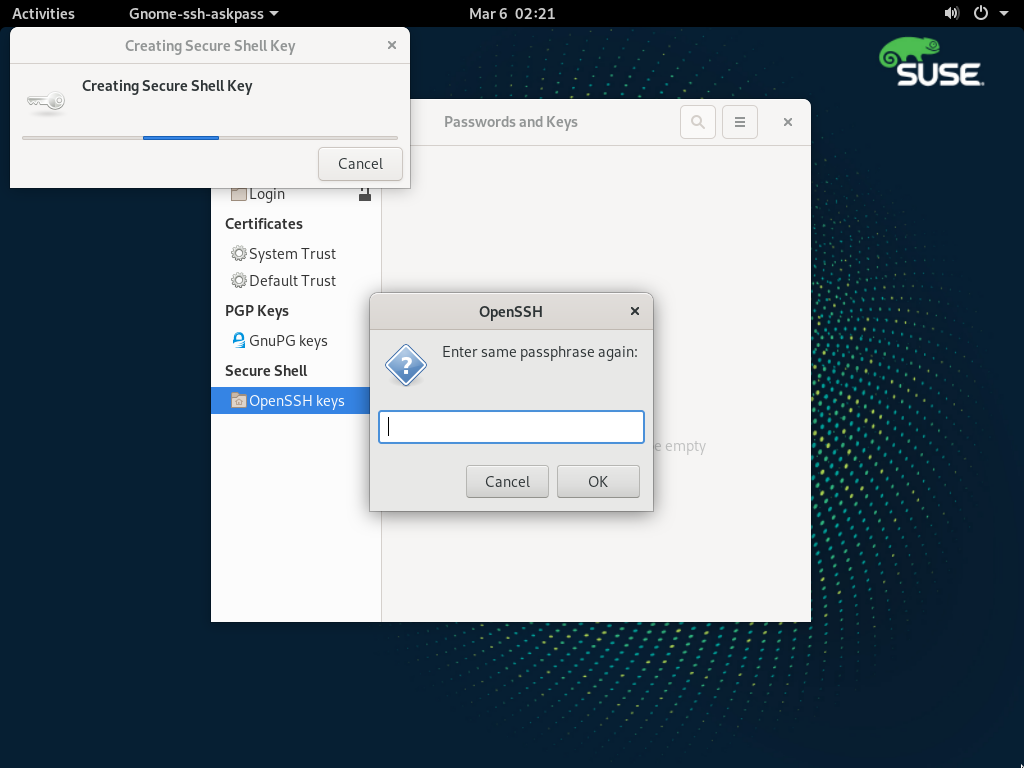 Activities
Gnome-ssh-askpass
Mar 6 02:21
Creating Secure Shell Key
Creating Secure Shell Key
Cancel
SUSE
Passwords and Keys
Login
Certificates
System Trust
Default Trust
PGP Keys
GnuPG keys
Secure Shell
OpenSSH keys
OpenSSH
Enter same passphrase again:
e empty
Cancel
OK